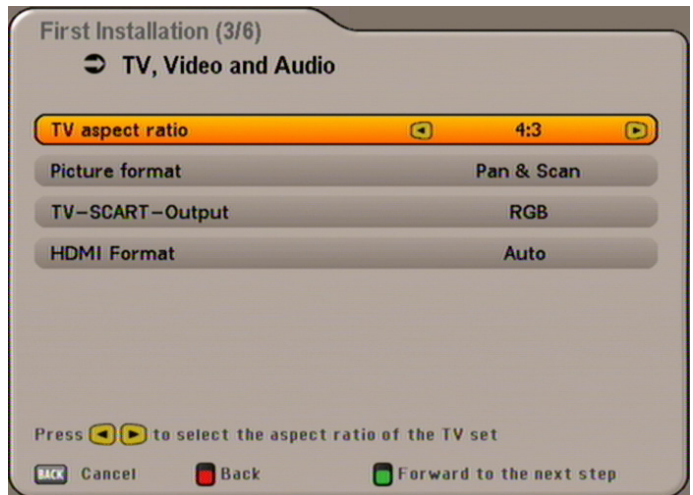 First Installation (3/6)
TV, Video and Audio
TV aspect ratio 4:3
Picture format Pan & Scan
TV-SCART-Output RGB
HDMI Format Auto
Press to select the aspect ratio of the TV set
BACK Cancel Back Forward to the next step